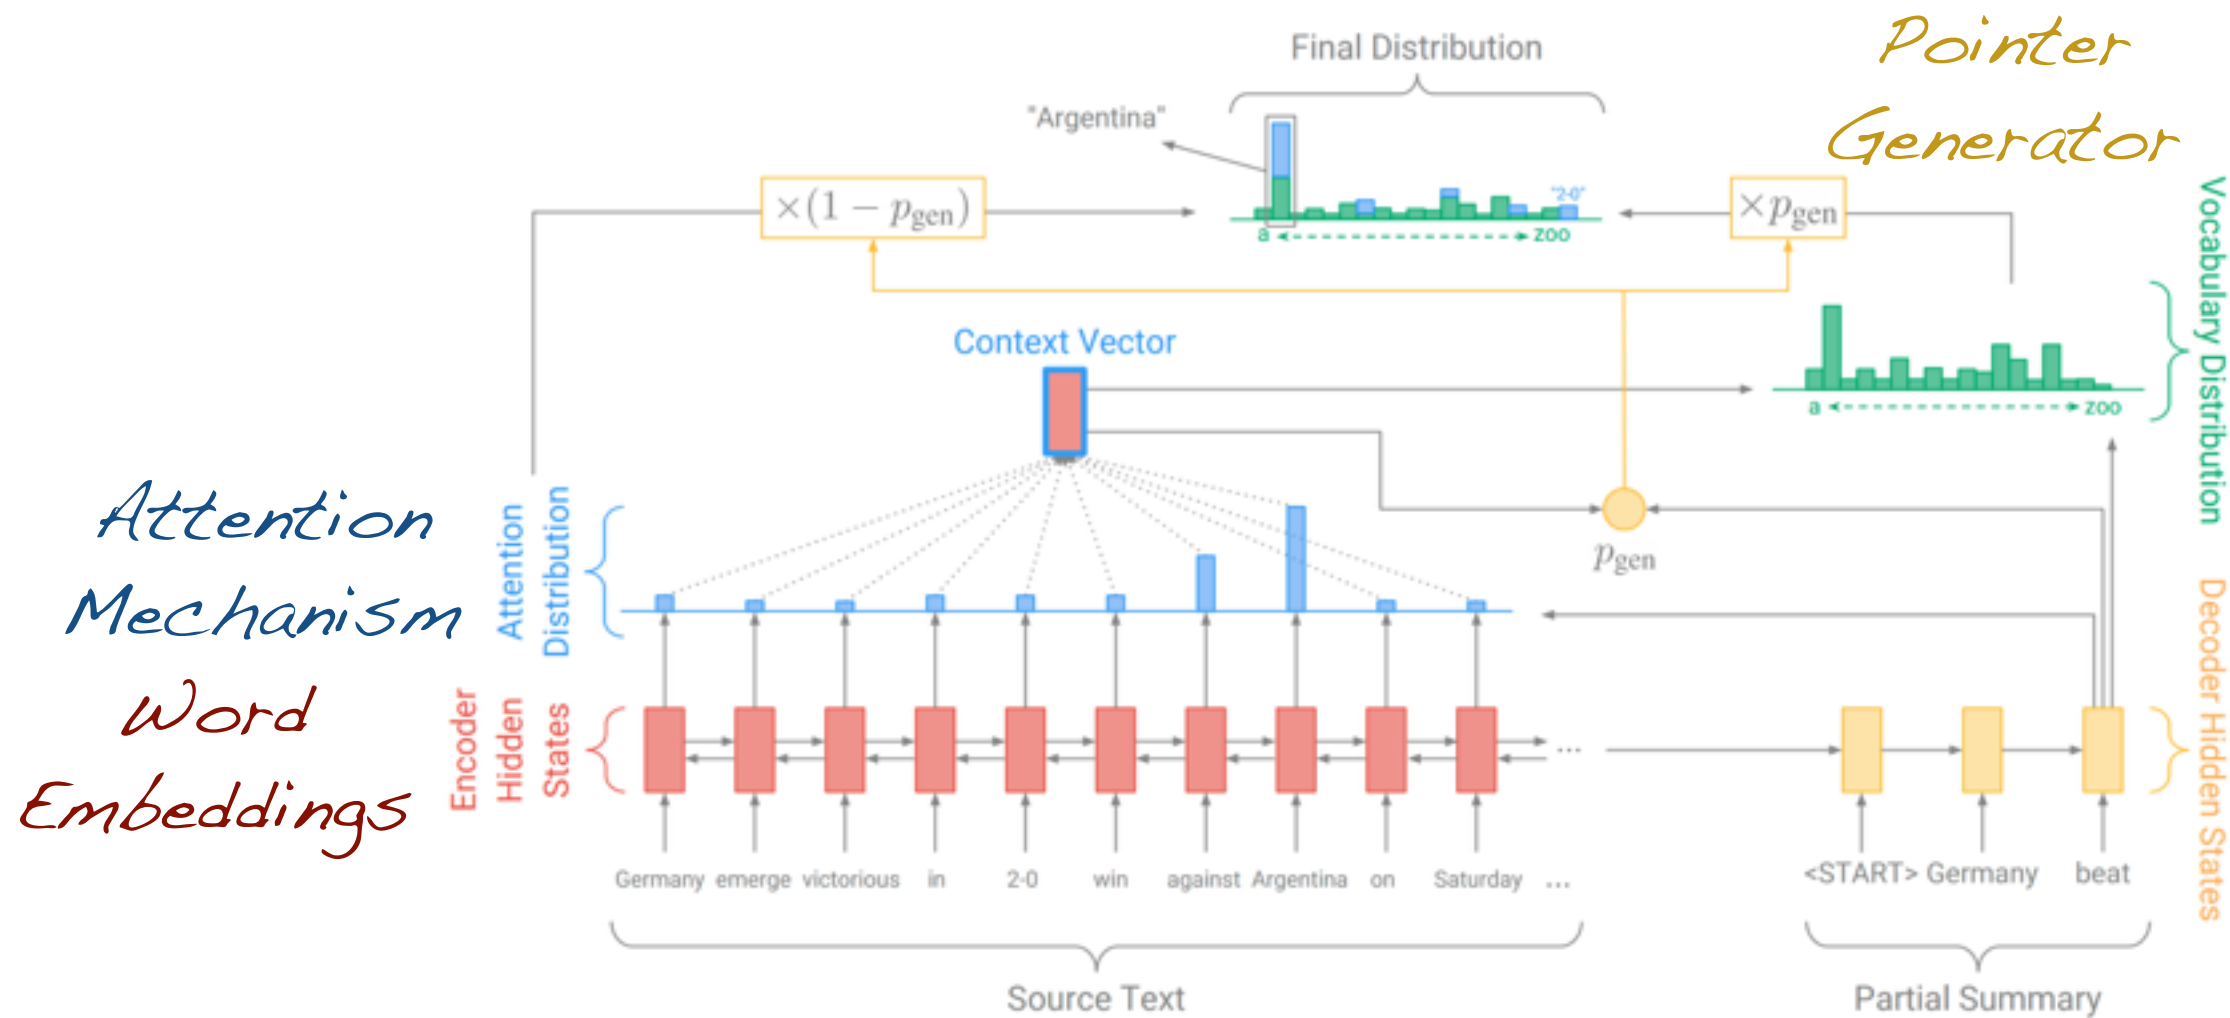 Final Distribution
Pointer
Generator
"Argentina"
×(1 − pgen)
"2-0"
a
zoo
×pgen
Vocabulary Distribution
Context Vector
a
zoo
Attention
Mechanism
Attention
Distribution
pgen
Word
Embeddings
Encoder
Hidden
States
...
Decoder Hidden States
Germany emerge victorious in 2-0 win against Argentina on Saturday ...
<START> Germany beat
Source Text
Partial Summary